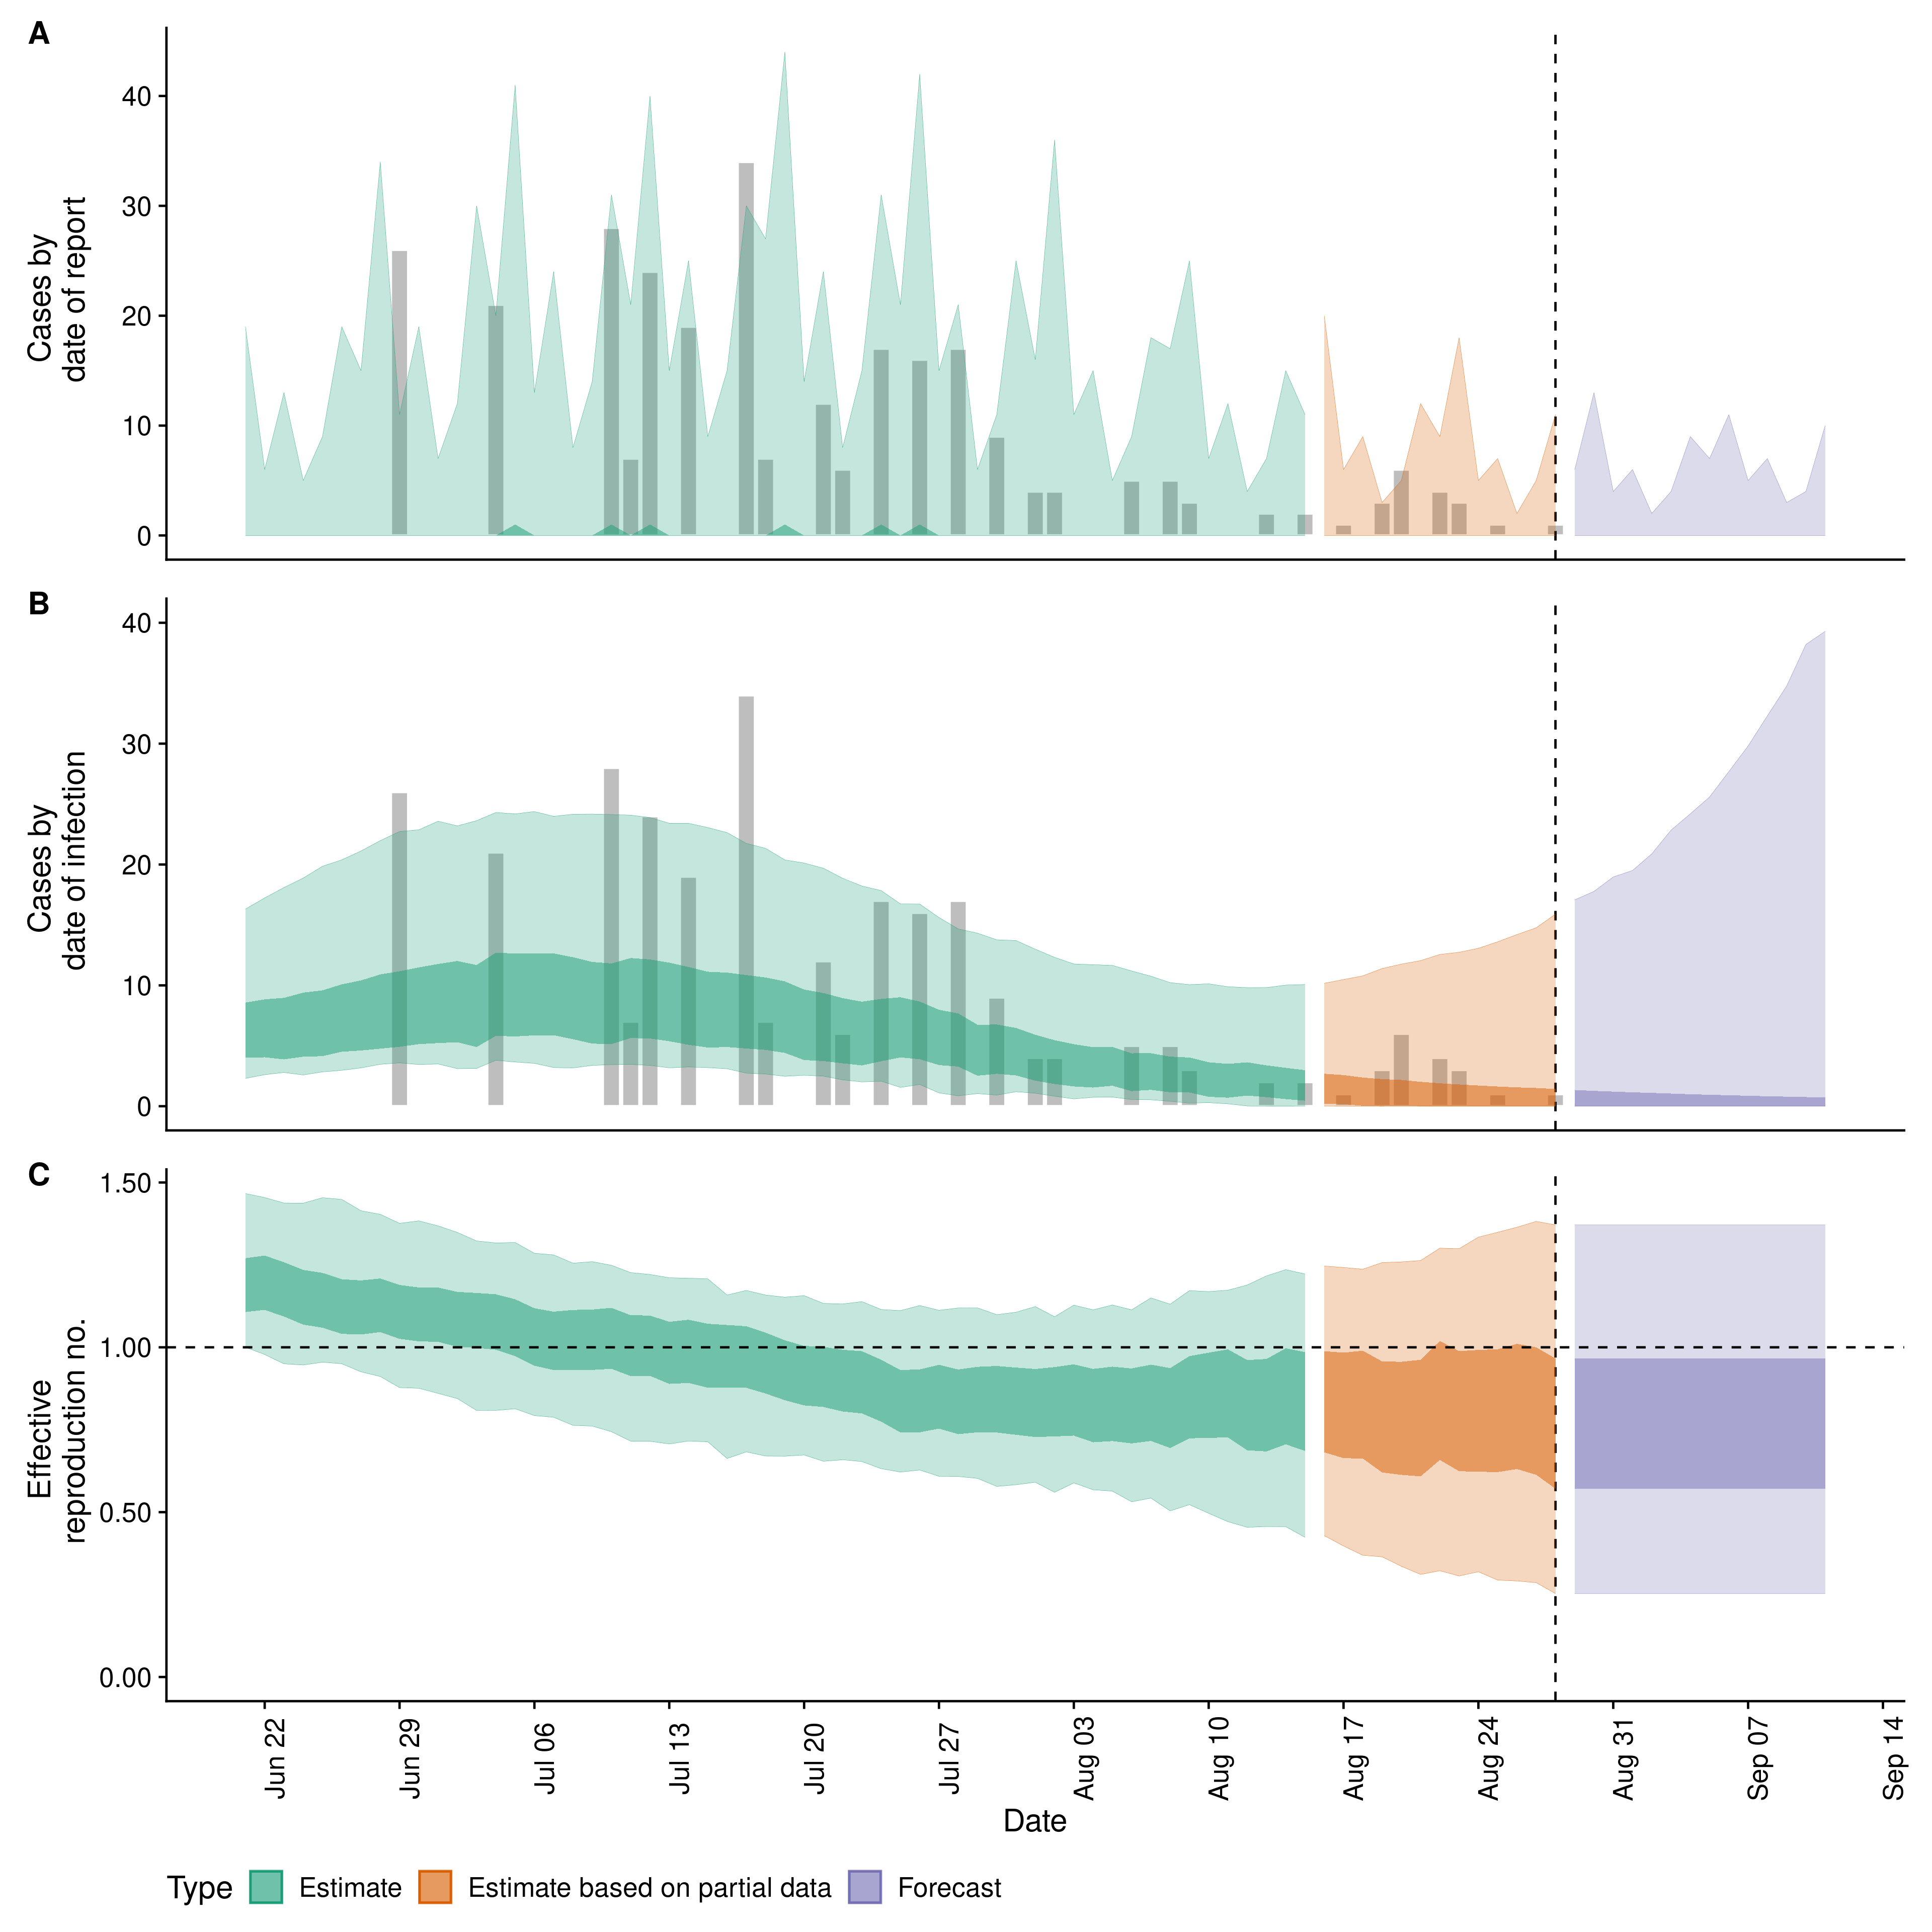 A
Cases by
date of report
40
30
20
10
0
B
Cases by
date of infection
40
30
20
10
0
C
Effective
reproduction no.
1.50
1.00
0.50
0.00
Jun 22
Jun 29
Jul 06
Jul 13
Jul 20
Jul 27
Aug 03
Aug 10
Aug 17
Aug 24
Aug 31
Sep 07
Sep 14
Date
Type Estimate Estimate based on partial data Forecast